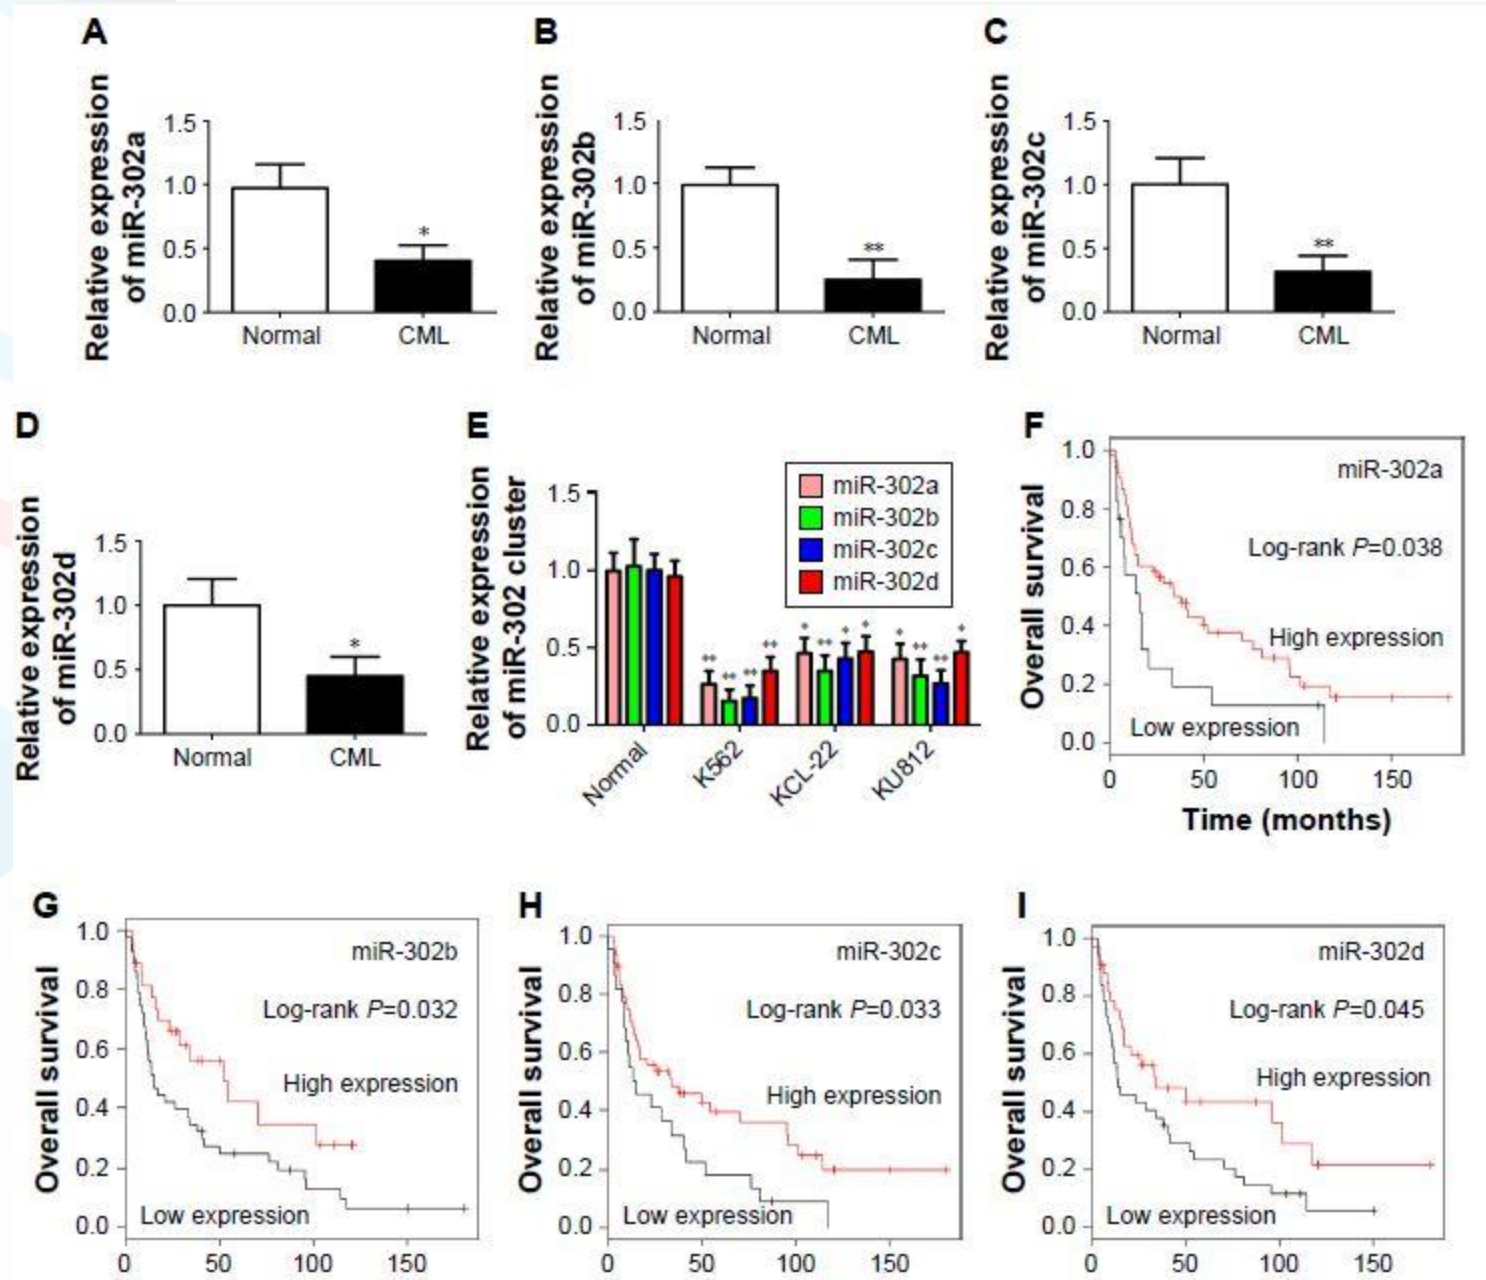 A
Relative expression
of miR-302a
1.5
1.0
0.5
0.0
*
Normal
CML
B
Relative expression
of miR-302b
1.5
1.0
0.5
0.0
**
Normal
CML
C
Relative expression
of miR-302c
1.5
1.0
0.5
0.0
**
Normal
CML
D
Relative expression
of miR-302d
1.5
1.0
0.5
0.0
*
Normal
CML
E
Relative expression
of miR-302 cluster
1.5
1.0
0.5
0.0
miR-302a
miR-302b
miR-302c
miR-302d
** ** ** **
* ** * *
* ** ** *
Normal
K562
KCL-22
KU812
F
Overall survival
1.0
0.8
0.6
0.4
0.2
0.0
miR-302a
Log-rank P=0.038
High expression
Low expression
0 50 100 150
Time (months)
G
Overall survival
1.0
0.8
0.6
0.4
0.2
0.0
miR-302b
Log-rank P=0.032
High expression
Low expression
0 50 100 150
H
Overall survival
1.0
0.8
0.6
0.4
0.2
0.0
miR-302c
Log-rank P=0.033
High expression
Low expression
0 50 100 150
I
Overall survival
1.0
0.8
0.6
0.4
0.2
0.0
miR-302d
Log-rank P=0.045
High expression
Low expression
0 50 100 150